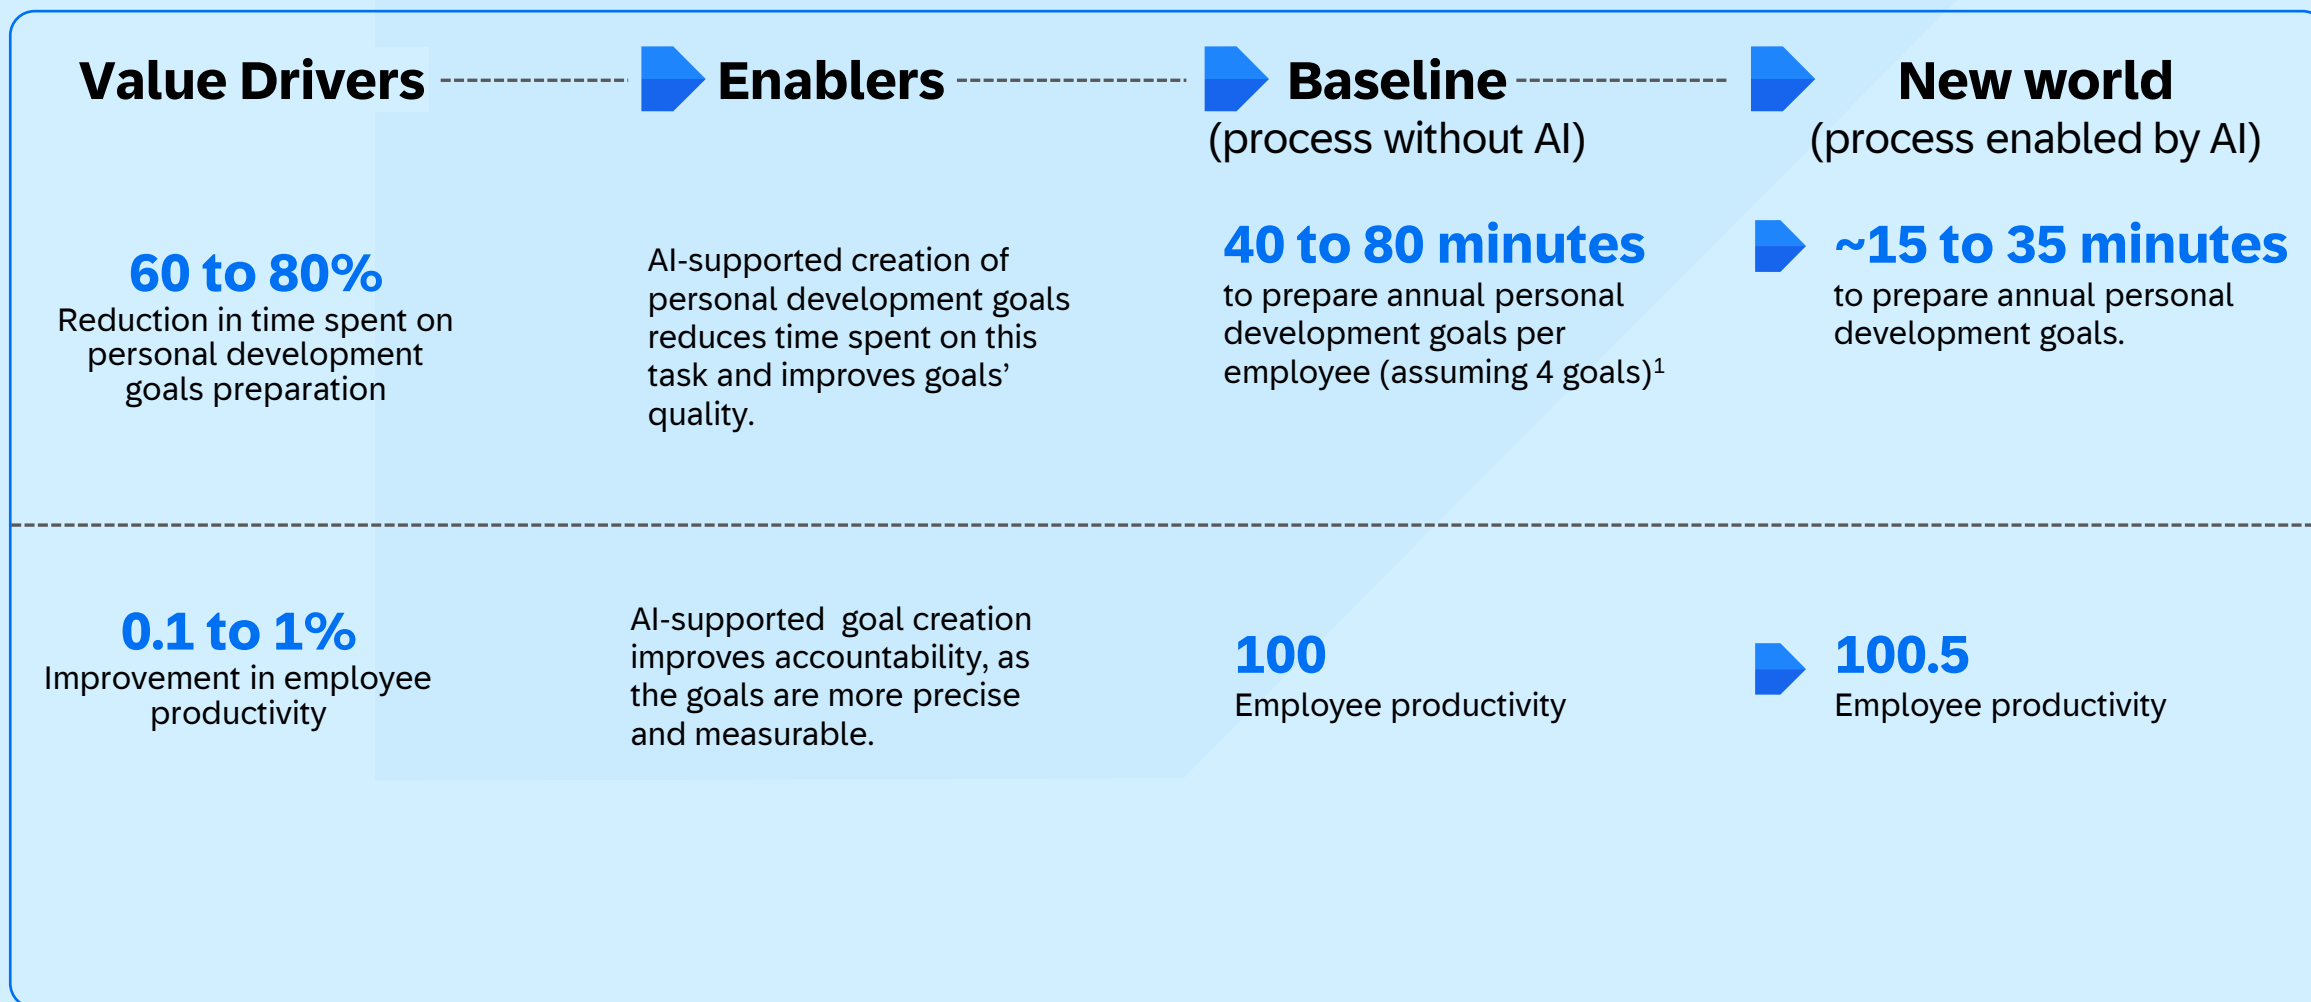 Value Drivers
Enablers
Baseline
(process without AI)
New world
(process enabled by AI)
60 to 80%
Reduction in time spent on
personal development
goals preparation
AI-supported creation of
personal development goals
reduces time spent on this
task and improves goals’
quality.
40 to 80 minutes
to prepare annual personal
development goals per
employee (assuming 4 goals)¹
~15 to 35 minutes
to prepare annual personal
development goals.
0.1 to 1%
Improvement in employee
productivity
AI-supported  goal creation
improves accountability, as
the goals are more precise
and measurable.
100
Employee productivity
100.5
Employee productivity